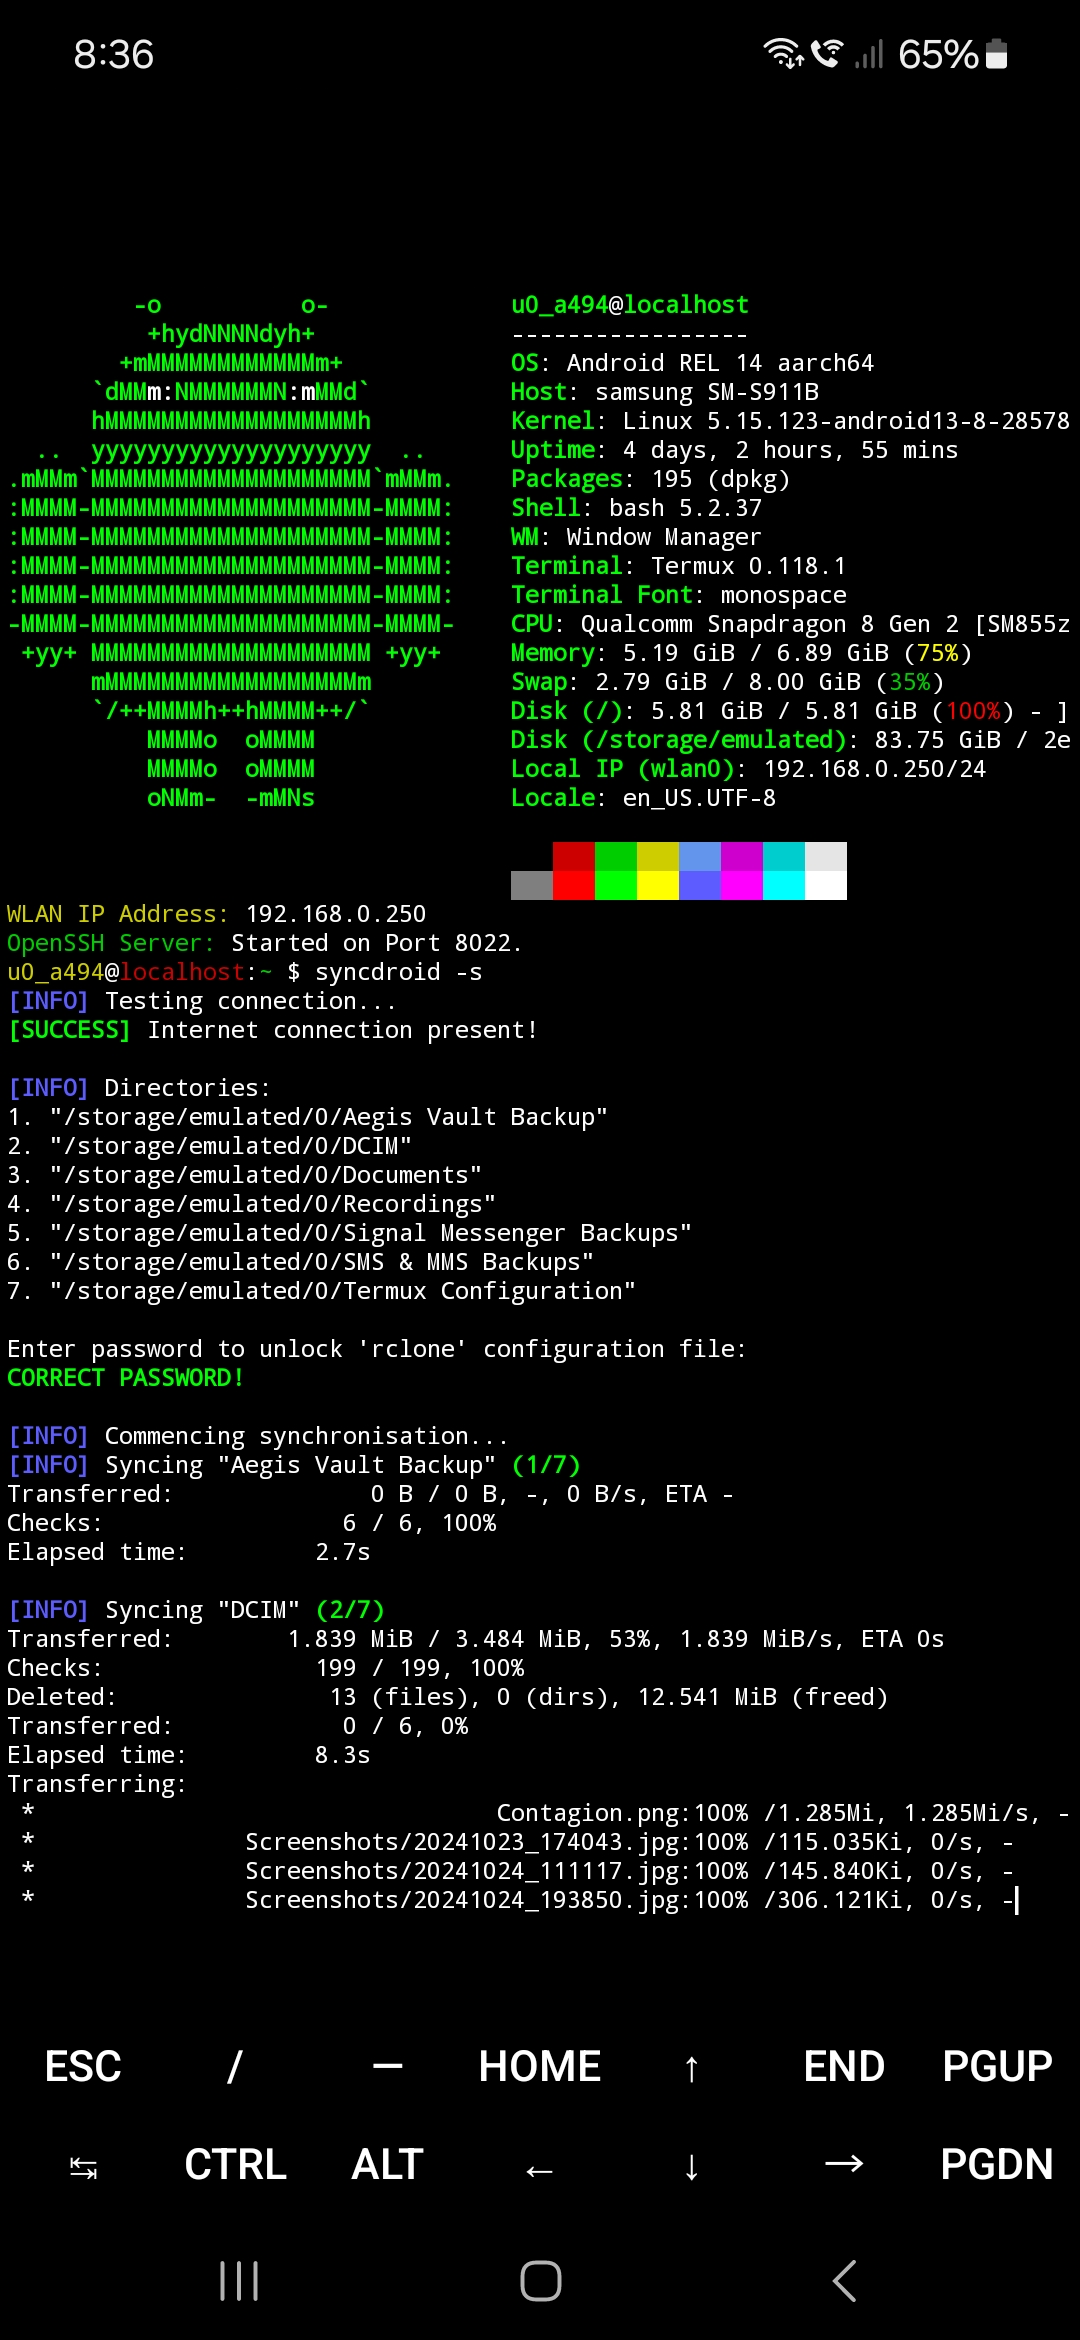 8:36
65%
-o          o-
+hydNNNNdyh+
+mMMMMMMMMMMMMm+
`dMMm:NMMMMMMN:mMMd`
hMMMMMMMMMMMMMMMMMMh
..  yyyyyyyyyyyyyyyyyyyy  ..
.mMMm`MMMMMMMMMMMMMMMMMMMM`mMMm.
:MMMM-MMMMMMMMMMMMMMMMMMMM-MMMM:
:MMMM-MMMMMMMMMMMMMMMMMMMM-MMMM:
:MMMM-MMMMMMMMMMMMMMMMMMMM-MMMM:
:MMMM-MMMMMMMMMMMMMMMMMMMM-MMMM:
-MMMM-MMMMMMMMMMMMMMMMMMMM-MMMM-
+yy+ MMMMMMMMMMMMMMMMMMMM +yy+
mMMMMMMMMMMMMMMMMMMm
`/++MMMMh++hMMMM++/`
MMMMo  oMMMM
MMMMo  oMMMM
oNMm-  -mMNs
u0_a494@localhost
-----------------
OS: Android REL 14 aarch64
Host: samsung SM-S911B
Kernel: Linux 5.15.123-android13-8-28578
Uptime: 4 days, 2 hours, 55 mins
Packages: 195 (dpkg)
Shell: bash 5.2.37
WM: Window Manager
Terminal: Termux 0.118.1
Terminal Font: monospace
CPU: Qualcomm Snapdragon 8 Gen 2 [SM855z
Memory: 5.19 GiB / 6.89 GiB (75%)
Swap: 2.79 GiB / 8.00 GiB (35%)
Disk (/): 5.81 GiB / 5.81 GiB (100%) - ]
Disk (/storage/emulated): 83.75 GiB / 2e
Local IP (wlan0): 192.168.0.250/24
Locale: en_US.UTF-8
WLAN IP Address: 192.168.0.250
OpenSSH Server: Started on Port 8022.
u0_a494@localhost:~ $ syncdroid -s
[INFO] Testing connection...
[SUCCESS] Internet connection present!
[INFO] Directories:
1. "/storage/emulated/0/Aegis Vault Backup"
2. "/storage/emulated/0/DCIM"
3. "/storage/emulated/0/Documents"
4. "/storage/emulated/0/Recordings"
5. "/storage/emulated/0/Signal Messenger Backups"
6. "/storage/emulated/0/SMS & MMS Backups"
7. "/storage/emulated/0/Termux Configuration"
Enter password to unlock 'rclone' configuration file:
CORRECT PASSWORD!
[INFO] Commencing synchronisation...
[INFO] Syncing "Aegis Vault Backup" (1/7)
Transferred:              0 B / 0 B, -, 0 B/s, ETA -
Checks:                 6 / 6, 100%
Elapsed time:         2.7s
[INFO] Syncing "DCIM" (2/7)
Transferred:        1.839 MiB / 3.484 MiB, 53%, 1.839 MiB/s, ETA 0s
Checks:               199 / 199, 100%
Deleted:               13 (files), 0 (dirs), 12.541 MiB (freed)
Transferred:            0 / 6, 0%
Elapsed time:         8.3s
Transferring:
*                                 Contagion.png:100% /1.285Mi, 1.285Mi/s, -
*               Screenshots/20241023_174043.jpg:100% /115.035Ki, 0/s, -
*               Screenshots/20241024_111117.jpg:100% /145.840Ki, 0/s, -
*               Screenshots/20241024_193850.jpg:100% /306.121Ki, 0/s, -
ESC / — HOME ↑ END PGUP
↹ CTRL ALT ← ↓ → PGDN